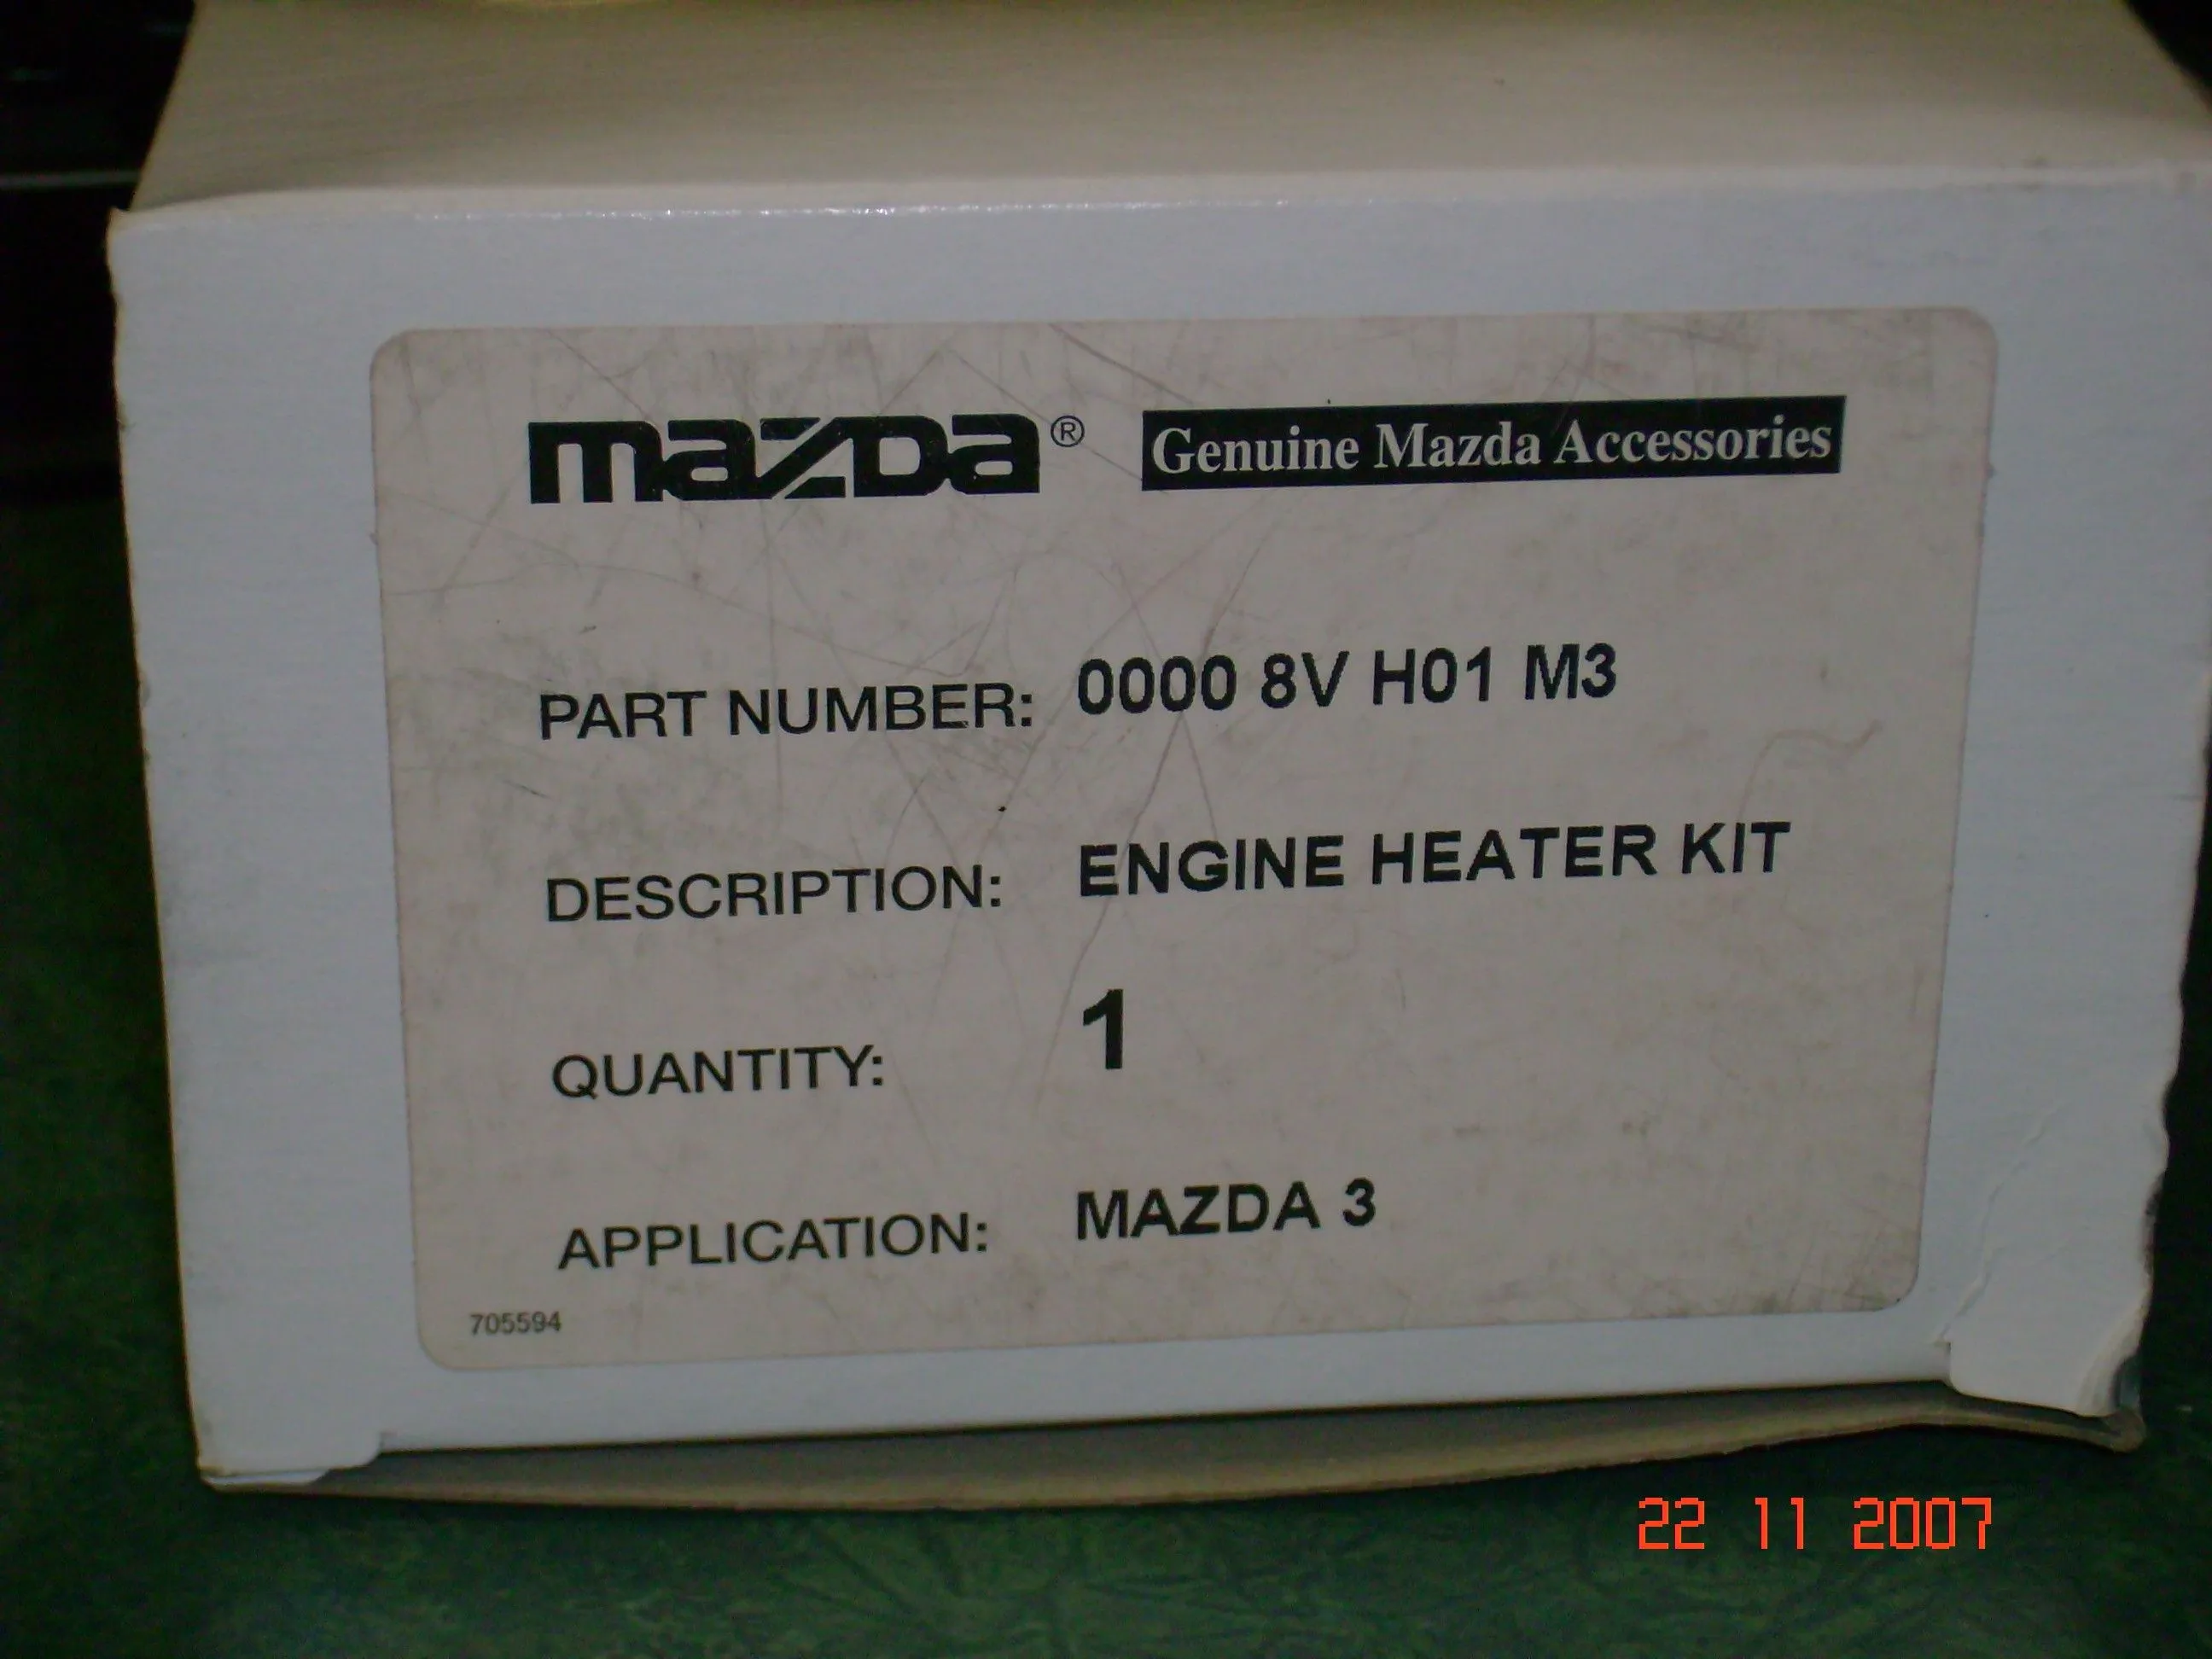 mazda® Genuine Mazda Accessories
PART NUMBER: 0000 8V H01 M3
DESCRIPTION: ENGINE HEATER KIT
QUANTITY: 1
APPLICATION: MAZDA 3
705594
22 11 2007